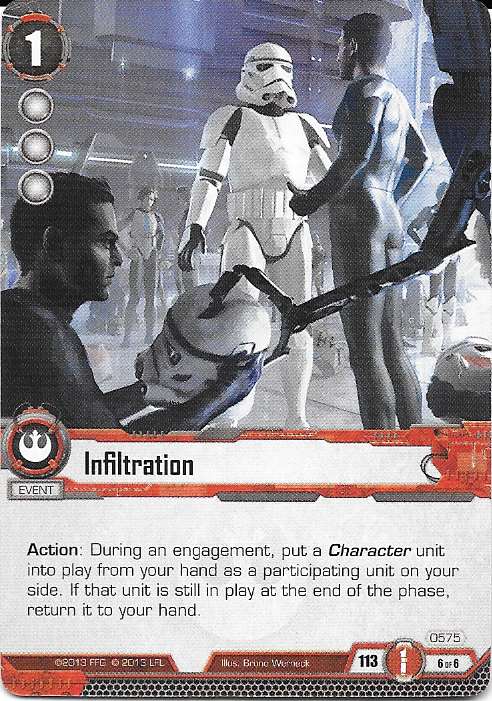 1
Infiltration
EVENT
Action: During an engagement, put a Character unit
into play from your hand as a participating unit on your
side. If that unit is still in play at the end of the phase,
return it to your hand.
0575
©2013 FFG © 2013 LFL
Illus: Bruno Werneck
113
1
6 OF 6